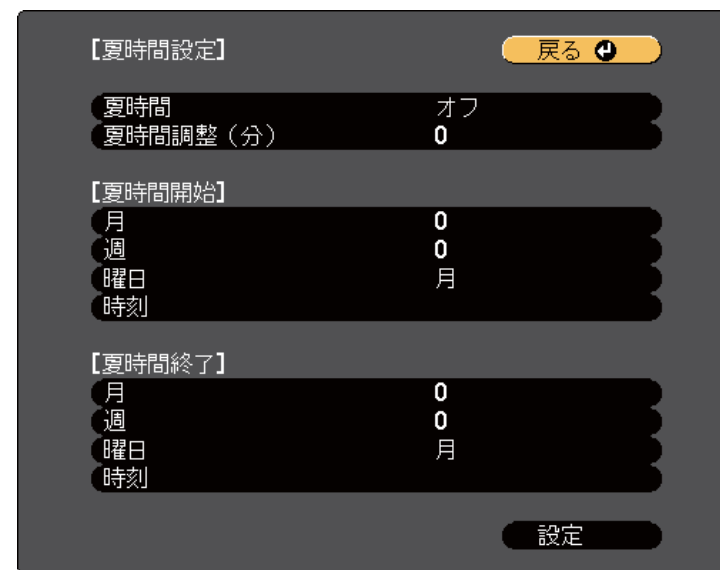 【夏時間設定】 戻る
夏時間 オフ
夏時間調整(分) 0
【夏時間開始】
月 0
週 0
曜日 月
時刻
【夏時間終了】
月 0
週 0
曜日 月
時刻
設定